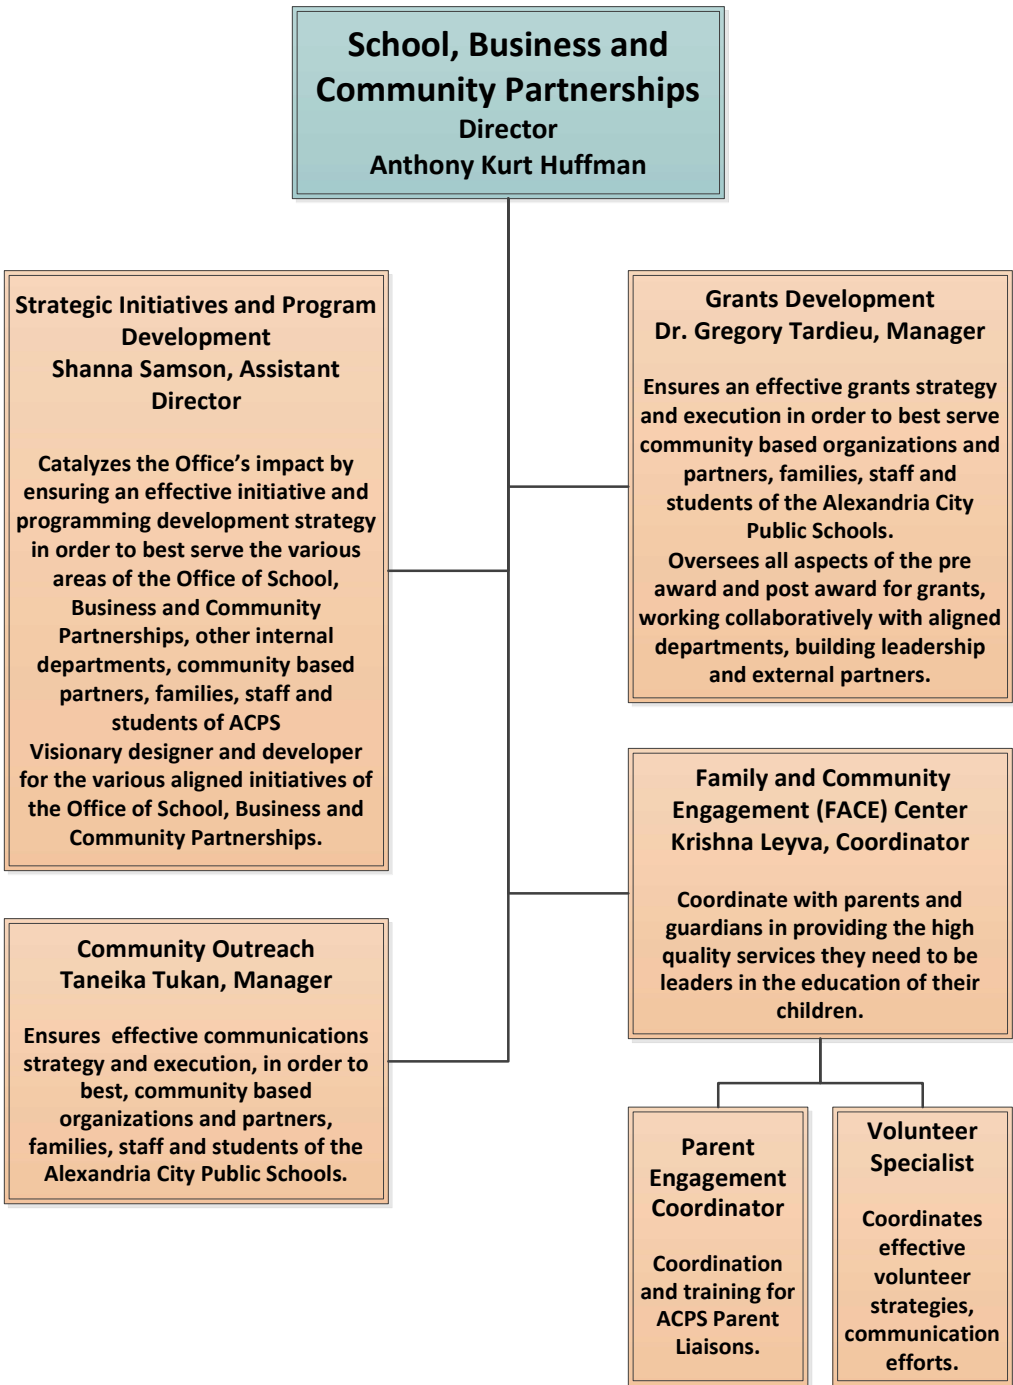 School, Business and
Community Partnerships
Director
Anthony Kurt Huffman
Strategic Initiatives and Program
Development
Shanna Samson, Assistant
Director
Catalyzes the Office's impact by
ensuring an effective initiative and
programming development strategy
in order to best serve the various
areas of the Office of School,
Business and Community
Partnerships, other internal
departments, community based
partners, families, staff and
students of ACPS
Visionary designer and developer
for the various aligned initiatives of
the Office of School, Business and
Community Partnerships.
Grants Development
Dr. Gregory Tardieu, Manager
Ensures an effective grants strategy
and execution in order to best serve
community based organizations and
partners, families, staff and
students of the Alexandria City
Public Schools.
Oversees all aspects of the pre
award and post award for grants,
working collaboratively with aligned
departments, building leadership
and external partners.
Community Outreach
Taneika Tukan, Manager
Ensures  effective communications
strategy and execution, in order to
best, community based
organizations and partners,
families, staff and students of the
Alexandria City Public Schools.
Family and Community
Engagement (FACE) Center
Krishna Leyva, Coordinator
Coordinate with parents and
guardians in providing the high
quality services they need to be
leaders in the education of their
children.
Parent
Engagement
Coordinator
Coordination
and training for
ACPS Parent
Liaisons.
Volunteer
Specialist
Coordinates
effective
volunteer
strategies,
communication
efforts.